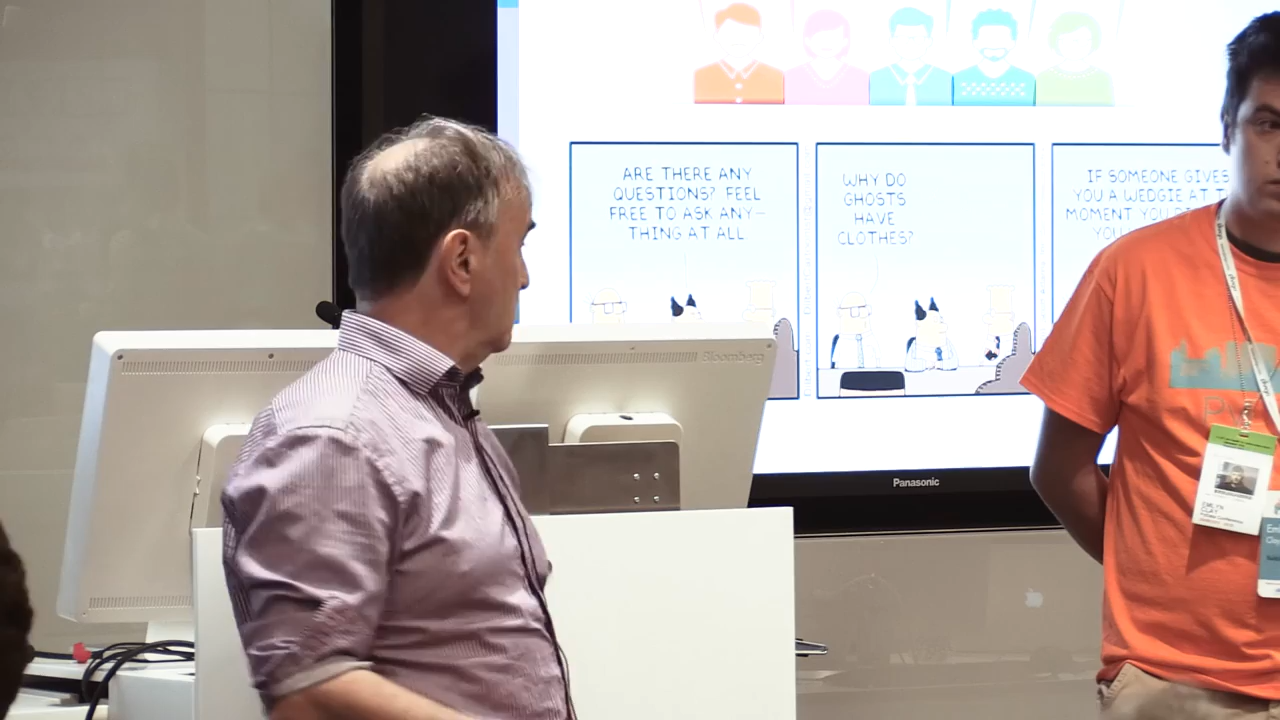 ARE THERE ANY
QUESTIONS? FEEL
FREE TO ASK ANY-
THING AT ALL
WHY DO
GHOSTS
HAVE
CLOTHES?
IF SOMEONE GIVES
YOU A WEDGIE AT
MOMENT YOU
YOU
Bloomberg
Panasonic